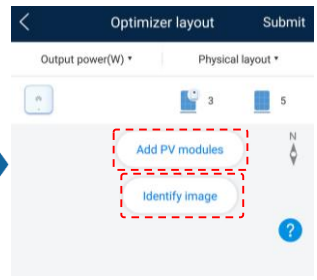 Optimizer layout Submit
Output power(W) Physical layout
3 5
N
Add PV modules
Identify image
?